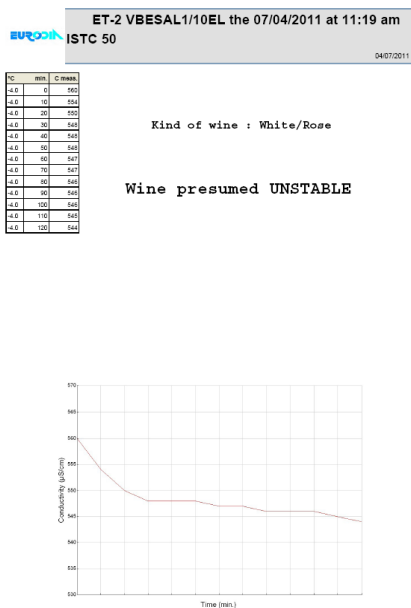 ET-2 VBESAL1/10EL the 07/04/2011 at 11:19 am
EURODIA
ISTC 50
04/07/2011
°C min. C meas.
-4.0 0 560
-4.0 10 554
-4.0 20 550
-4.0 30 548
-4.0 40 548
-4.0 50 548
-4.0 60 547
-4.0 70 547
-4.0 80 546
-4.0 90 546
-4.0 100 546
-4.0 110 545
-4.0 120 544
Kind of wine : White/Rose
Wine presumed UNSTABLE
570
565
560
555
550
545
540
535
530
Conductivity (µS/cm)
Time (min.)